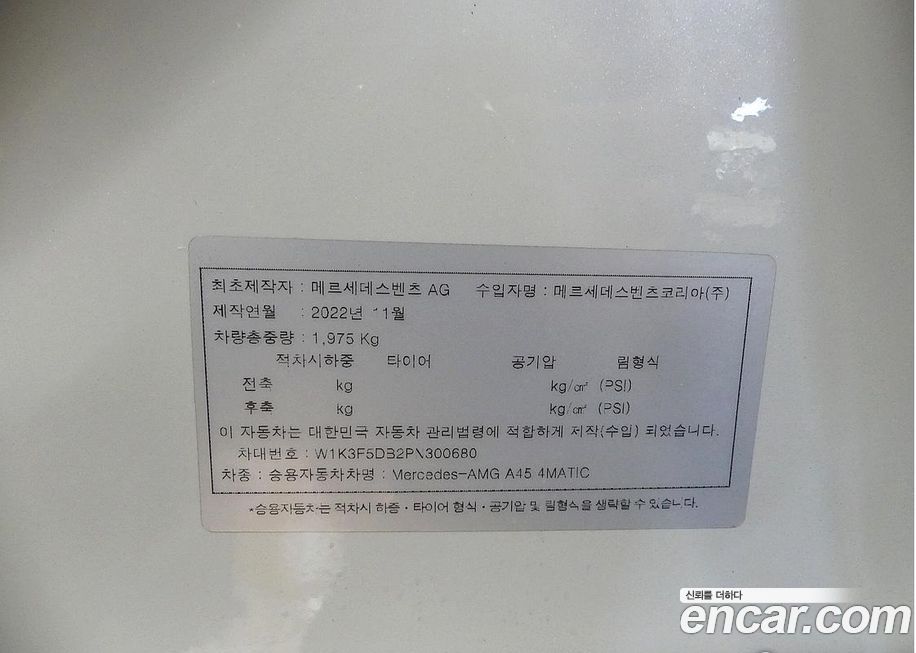 최초제작자 : 메르세데스벤츠 AG 수입자명 : 메르세데스벤츠코리아(주)
제작연월 : 2022년 11월
차량총중량 : 1,975 Kg
적차시하중 타이어 공기압 림형식
전축 kg kg/㎠ (PSI)
후축 kg kg/㎠ (PSI)
이 자동차는 대한민국 자동차 관리법령에 적합하게 제작(수입) 되었습니다.
차대번호 : W1K3F5DB2PN300680
차종 : 승용자동차차명 : Mercedes-AMG A45 4MATIC
*승용자동차는 적차시 하중·타이어 형식·공기압 및 림형식을 생략할 수 있습니다.
신뢰를 더하다
encar.com